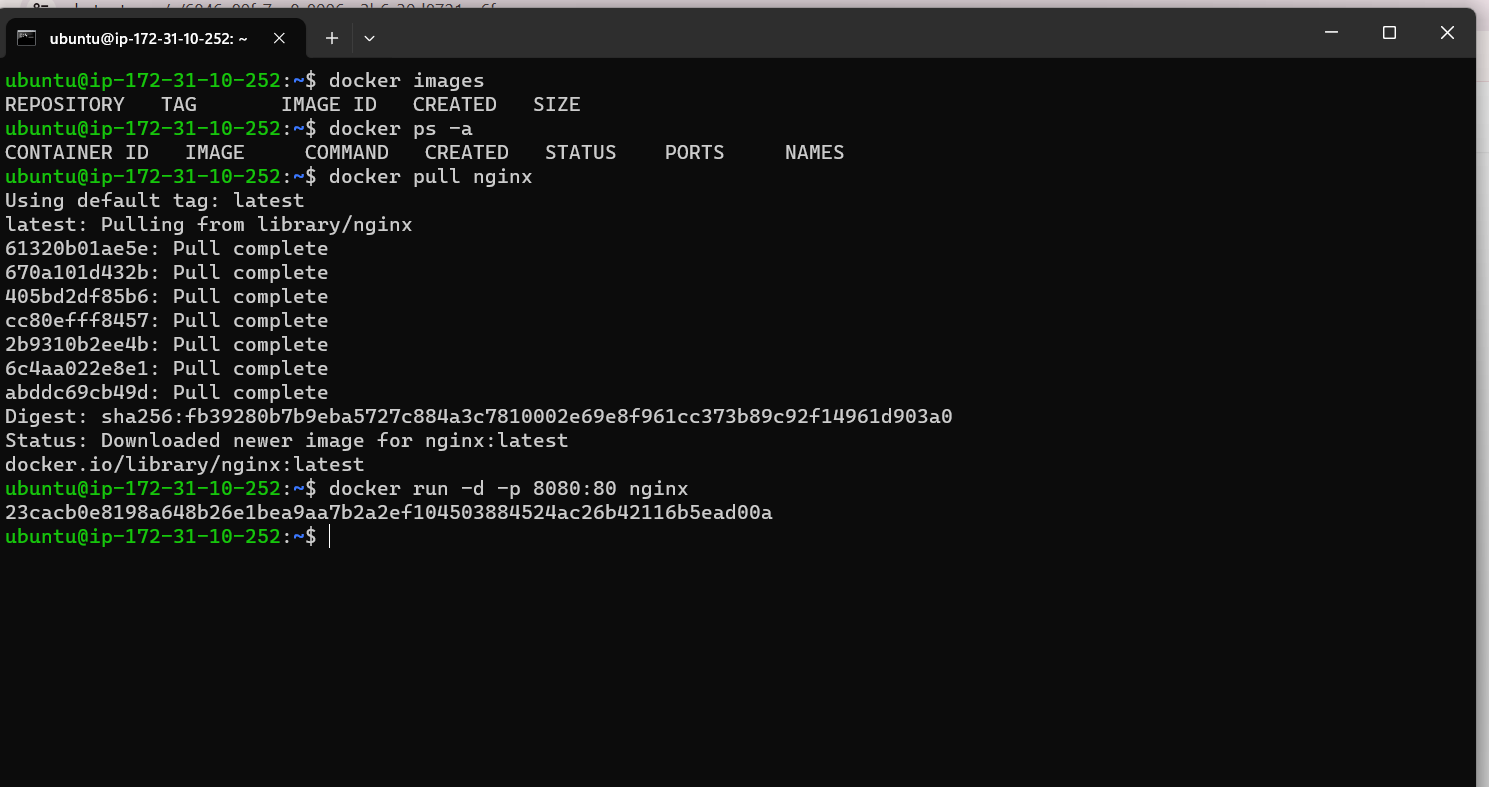 ubuntu@ip-172-31-10-252: ~
ubuntu@ip-172-31-10-252:~$ docker images
REPOSITORY   TAG       IMAGE ID   CREATED   SIZE
ubuntu@ip-172-31-10-252:~$ docker ps -a
CONTAINER ID   IMAGE     COMMAND   CREATED   STATUS    PORTS     NAMES
ubuntu@ip-172-31-10-252:~$ docker pull nginx
Using default tag: latest
latest: Pulling from library/nginx
61320b01ae5e: Pull complete
670a101d432b: Pull complete
405bd2df85b6: Pull complete
cc80efff8457: Pull complete
2b9310b2ee4b: Pull complete
6c4aa022e8e1: Pull complete
abddc69cb49d: Pull complete
Digest: sha256:fb39280b7b9eba5727c884a3c7810002e69e8f961cc373b89c92f14961d903a0
Status: Downloaded newer image for nginx:latest
docker.io/library/nginx:latest
ubuntu@ip-172-31-10-252:~$ docker run -d -p 8080:80 nginx
23cacb0e8198a648b26e1bea9aa7b2a2ef104503884524ac26b42116b5ead00a
ubuntu@ip-172-31-10-252:~$